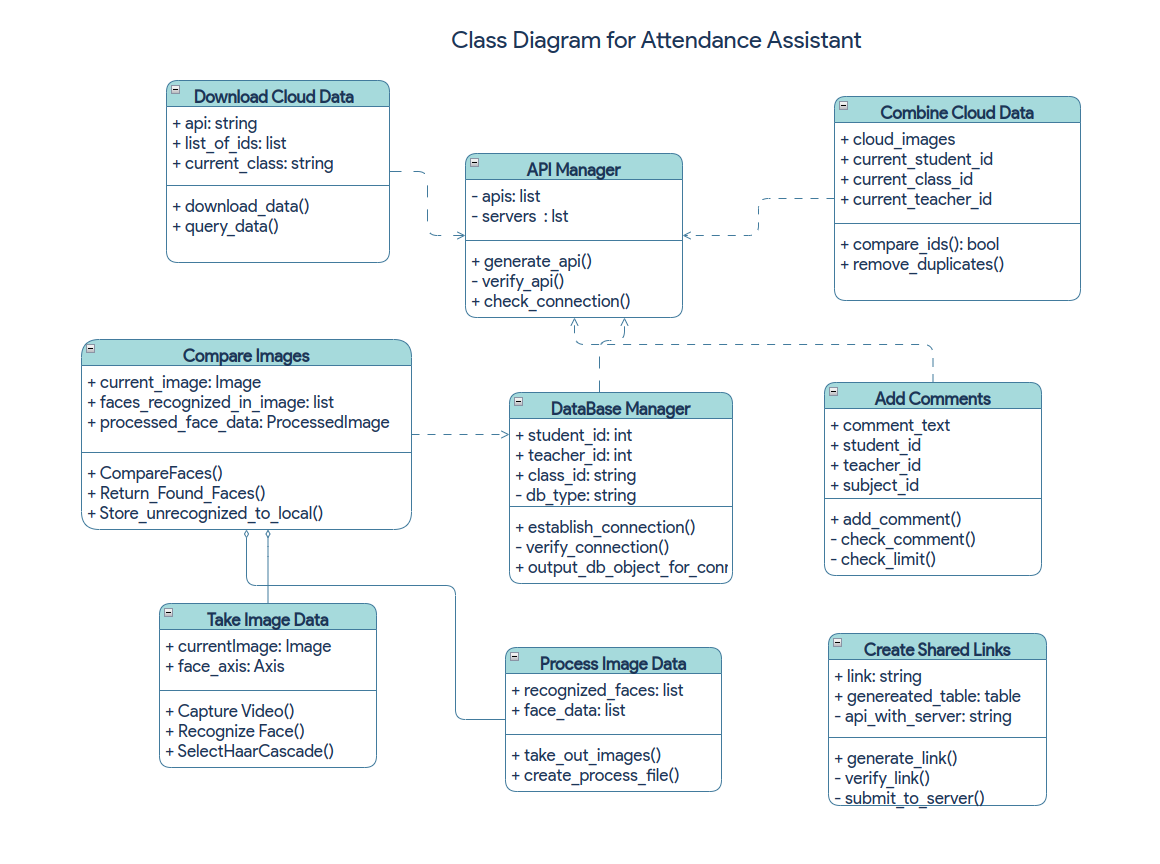 Class Diagram for Attendance Assistant
Download Cloud Data
+ api: string
+ list_of_ids: list
+ current_class: string
+ download_data()
+ query_data()
API Manager
- apis: list
- servers : lst
+ generate_api()
- verify_api()
+ check_connection()
Combine Cloud Data
+ cloud_images
+ current_student_id
+ current_class_id
+ current_teacher_id
+ compare_ids(): bool
+ remove_duplicates()
Compare Images
+ current_image: Image
+ faces_recognized_in_image: list
+ processed_face_data: ProcessedImage
+ CompareFaces()
+ Return_Found_Faces()
+ Store_unrecognized_to_local()
DataBase Manager
+ student_id: int
+ teacher_id: int
+ class_id: string
- db_type: string
+ establish_connection()
- verify_connection()
+ output_db_object_for_conn
Add Comments
+ comment_text
+ student_id
+ teacher_id
+ subject_id
+ add_comment()
- check_comment()
- check_limit()
Take Image Data
+ currentImage: Image
+ face_axis: Axis
+ Capture Video()
+ Recognize Face()
+ SelectHaarCascade()
Process Image Data
+ recognized_faces: list
+ face_data: list
+ take_out_images()
+ create_process_file()
Create Shared Links
+ link: string
+ genereated_table: table
- api_with_server: string
+ generate_link()
- verify_link()
- submit_to_server()